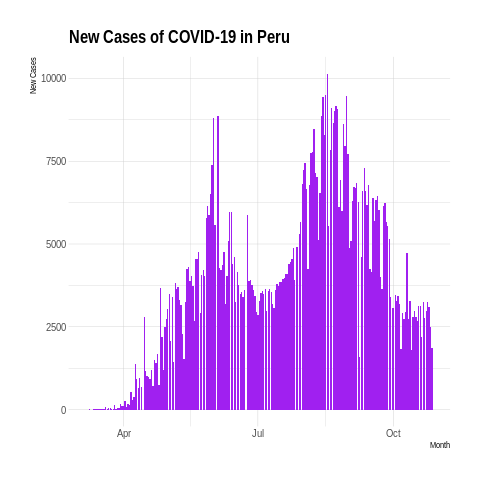 New Cases of COVID-19 in Peru
New Cases
10000
7500
5000
2500
0
Apr Jul Oct
Month